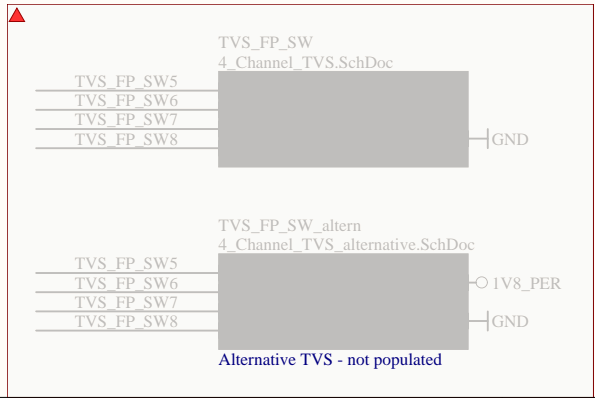 TVS_FP_SW
4_Channel_TVS.SchDoc
TVS_FP_SW5
TVS_FP_SW6
TVS_FP_SW7
TVS_FP_SW8
GND
TVS_FP_SW_altern
4_Channel_TVS_alternative.SchDoc
TVS_FP_SW5
TVS_FP_SW6
TVS_FP_SW7
TVS_FP_SW8
1V8_PER
GND
Alternative TVS - not populated